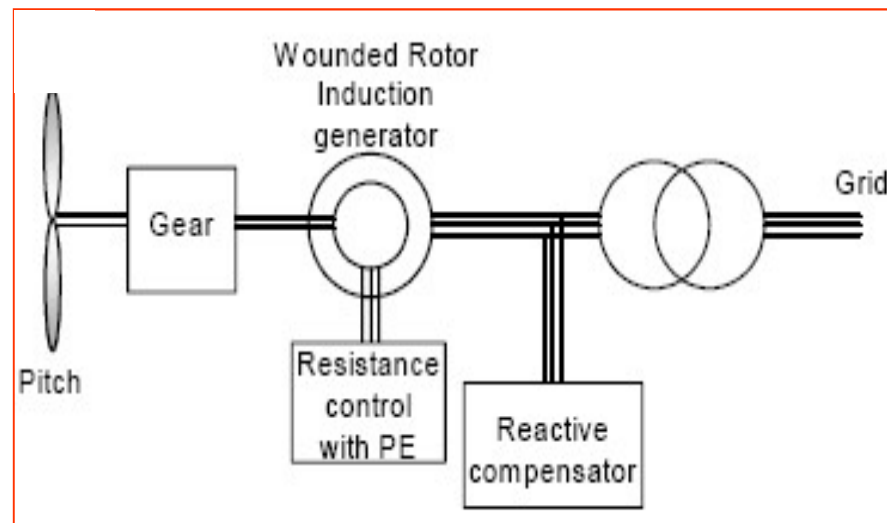 Wounded Rotor
Induction
generator
Gear
Grid
Pitch
Resistance
control
with PE
Reactive
compensator